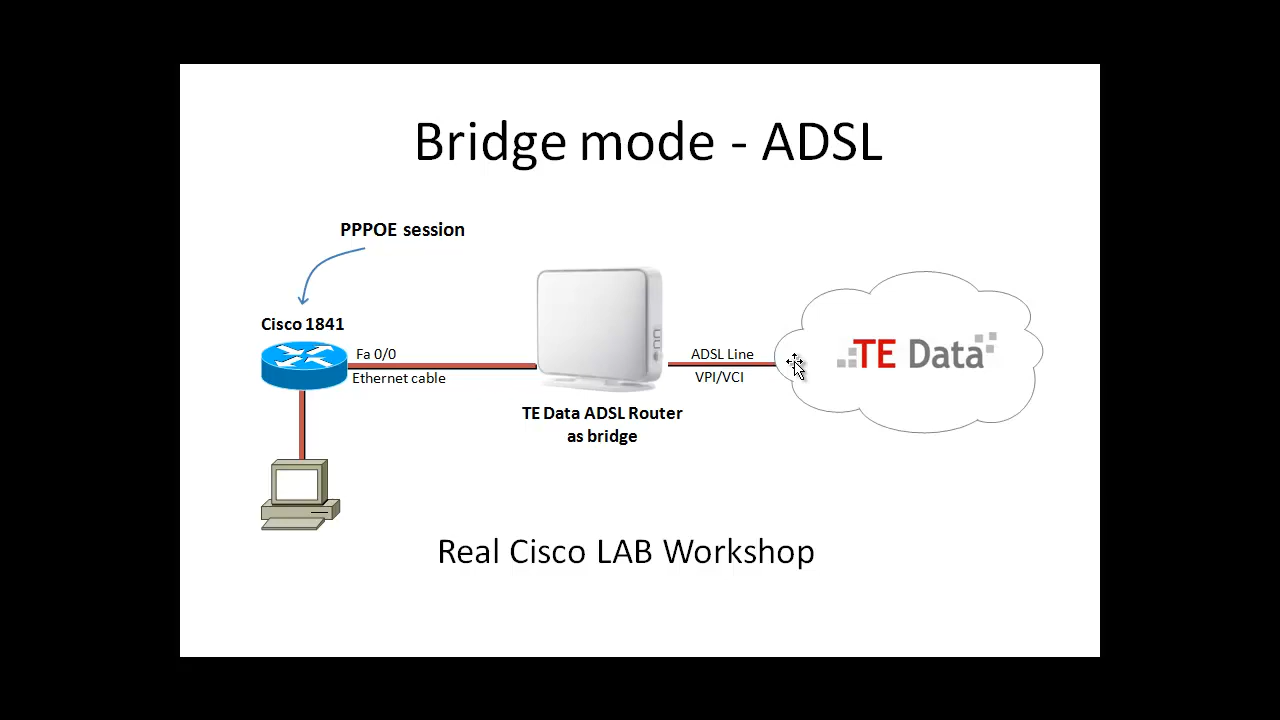 Bridge mode - ADSL
PPPOE session
Cisco 1841
Fa 0/0
Ethernet cable
ADSL Line
VPI/VCI
TE Data
TE Data ADSL Router
as bridge
Real Cisco LAB Workshop